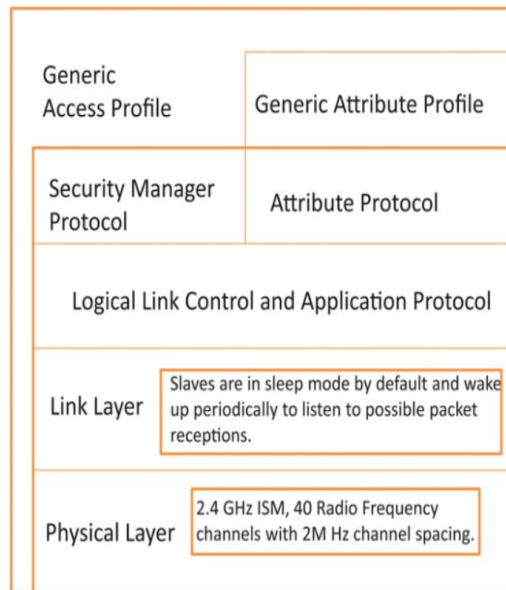 Generic
Access Profile
Generic Attribute Profile
Security Manager
Protocol
Attribute Protocol
Logical Link Control and Application Protocol
Link Layer
Slaves are in sleep mode by default and wake
up periodically to listen to possible packet
receptions.
Physical Layer
2.4 GHz ISM, 40 Radio Frequency
channels with 2M Hz channel spacing.